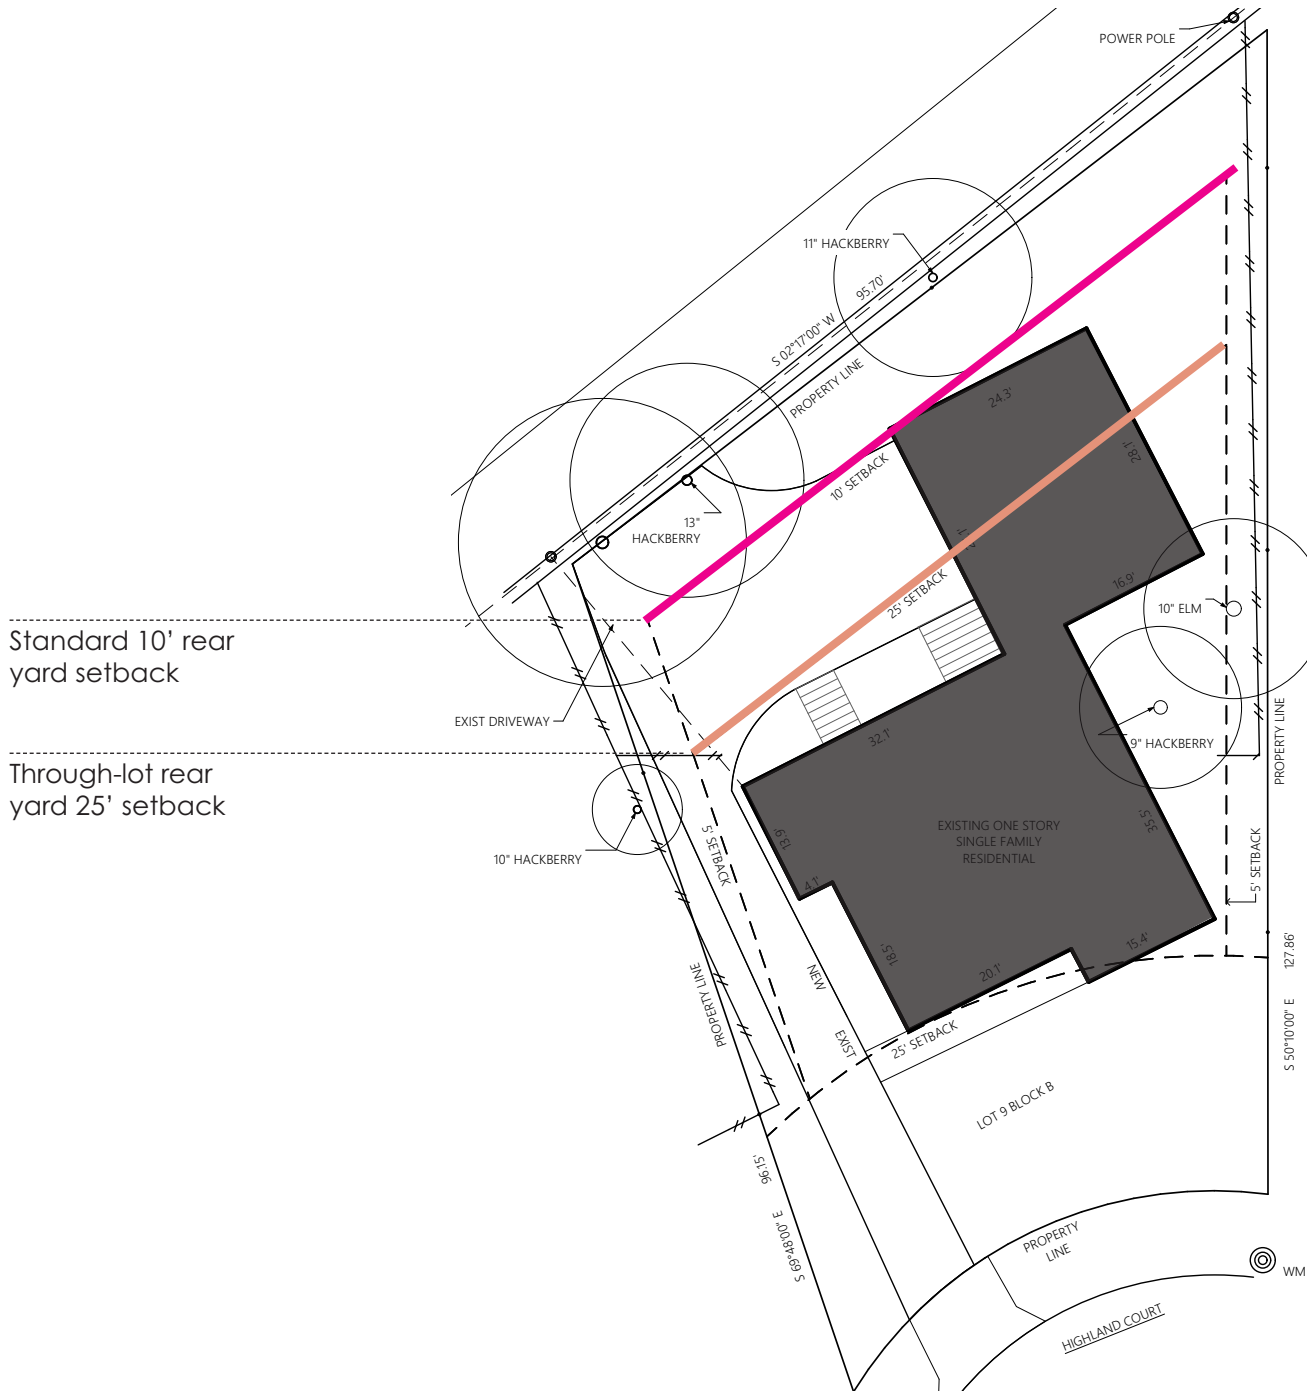 POWER POLE
11" HACKBERRY
95.70'
S 02°17'00" W
PROPERTY LINE
24.3'
28.1'
10' SETBACK
13"
HACKBERRY
25' SETBACK
16.9'
10" ELM
Standard 10' rear
yard setback
EXIST DRIVEWAY
32.1'
9" HACKBERRY
PROPERTY LINE
Through-lot rear
yard 25' setback
10" HACKBERRY
5' SETBACK
13.9'
4.1'
EXISTING ONE STORY
SINGLE FAMILY
RESIDENTIAL
35.5'
5' SETBACK
18.5'
20.1'
15.4'
PROPERTY LINE
NEW
EXIST
25' SETBACK
S 50°10'00" E 127.86'
LOT 9 BLOCK B
96.15'
S 69°48'00" E
PROPERTY
LINE
WM
HIGHLAND COURT